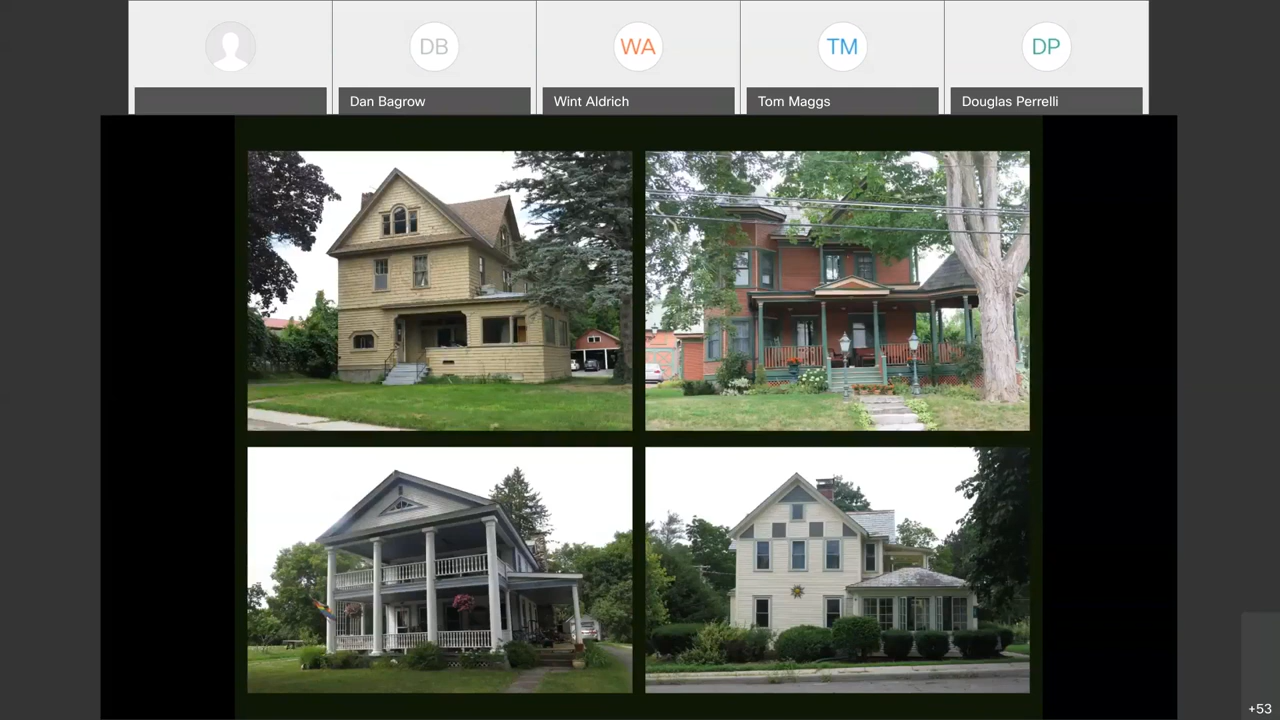 DB
WA
TM
DP
Dan Bagrow
Wint Aldrich
Tom Maggs
Douglas Perrelli
+53